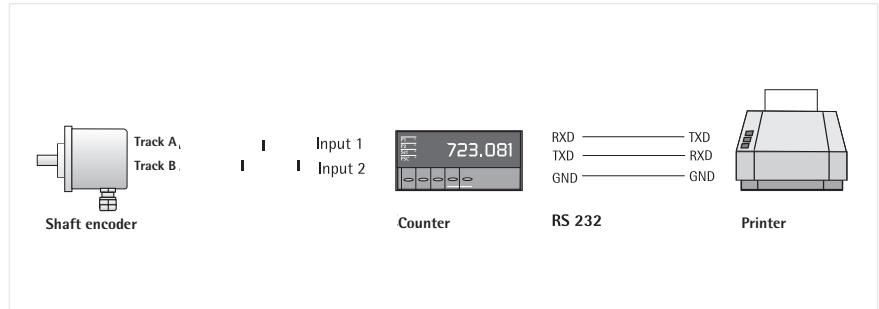 Track A
Input 1
Track B
Input 2
723.081
RXD TXD
TXD RXD
GND GND
Shaft encoder
Counter
RS 232
Printer